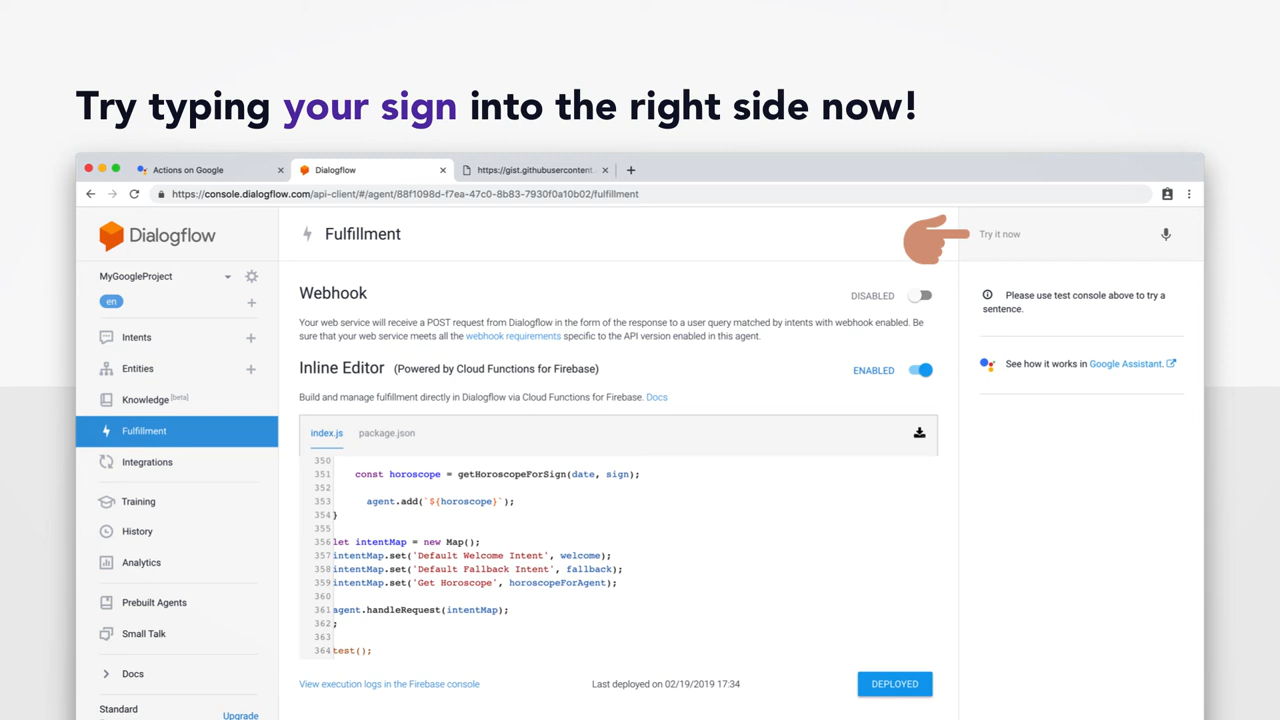 Try typing your sign into the right side now!
Actions on Google
Dialogflow
https://gist.githubusercontent.
https://console.dialogflow.com/api-client/#/agent/88f1098d-f7ea-47c0-8b83-7930f0a10b02/fulfillment
Dialogflow
Fulfillment
Try it now
MyGoogleProject
en
Intents
Entities
Knowledge [beta]
Fulfillment
Integrations
Training
History
Analytics
Prebuilt Agents
Small Talk
Docs
Standard
Upgrade
Webhook
DISABLED
Your web service will receive a POST request from Dialogflow in the form of the response to a user query matched by intents with webhook enabled. Be
sure that your web service meets all the webhook requirements specific to the API version enabled in this agent.
Inline Editor (Powered by Cloud Functions for Firebase)
ENABLED
Build and manage fulfillment directly in Dialogflow via Cloud Functions for Firebase. Docs
index.js package.json
350
351 const horoscope = getHoroscopeForSign(date, sign);
352
353 agent.add(`${horoscope}`);
354 }
355
356 let intentMap = new Map();
357 intentMap.set('Default Welcome Intent', welcome);
358 intentMap.set('Default Fallback Intent', fallback);
359 intentMap.set('Get Horoscope', horoscopeForAgent);
360
361 agent.handleRequest(intentMap);
362 ;
363
364 test();
View execution logs in the Firebase console
Last deployed on 02/19/2019 17:34
DEPLOYED
Please use test console above to try a
sentence.
See how it works in Google Assistant.